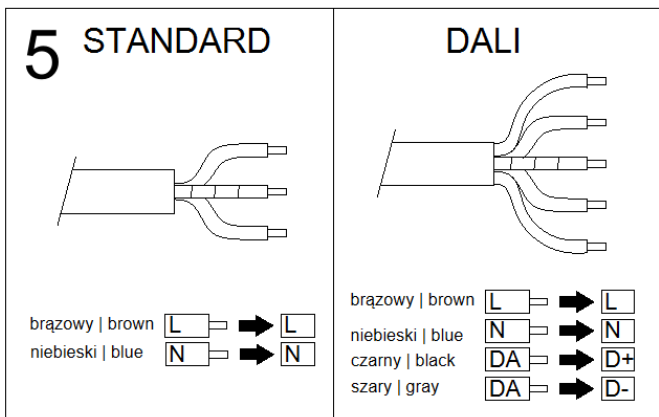 5 STANDARD
DALI
brązowy | brown L L
niebieski | blue N N
brązowy | brown L L
niebieski | blue N N
czarny | black DA D+
szary | gray DA D-